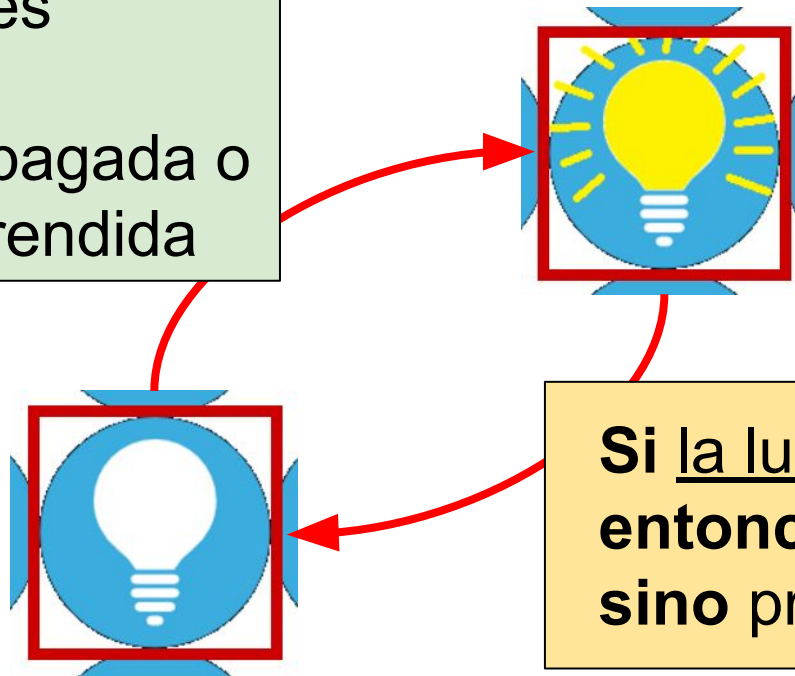 es
pagada o
rendida
Si la lu
entonc
sino pr